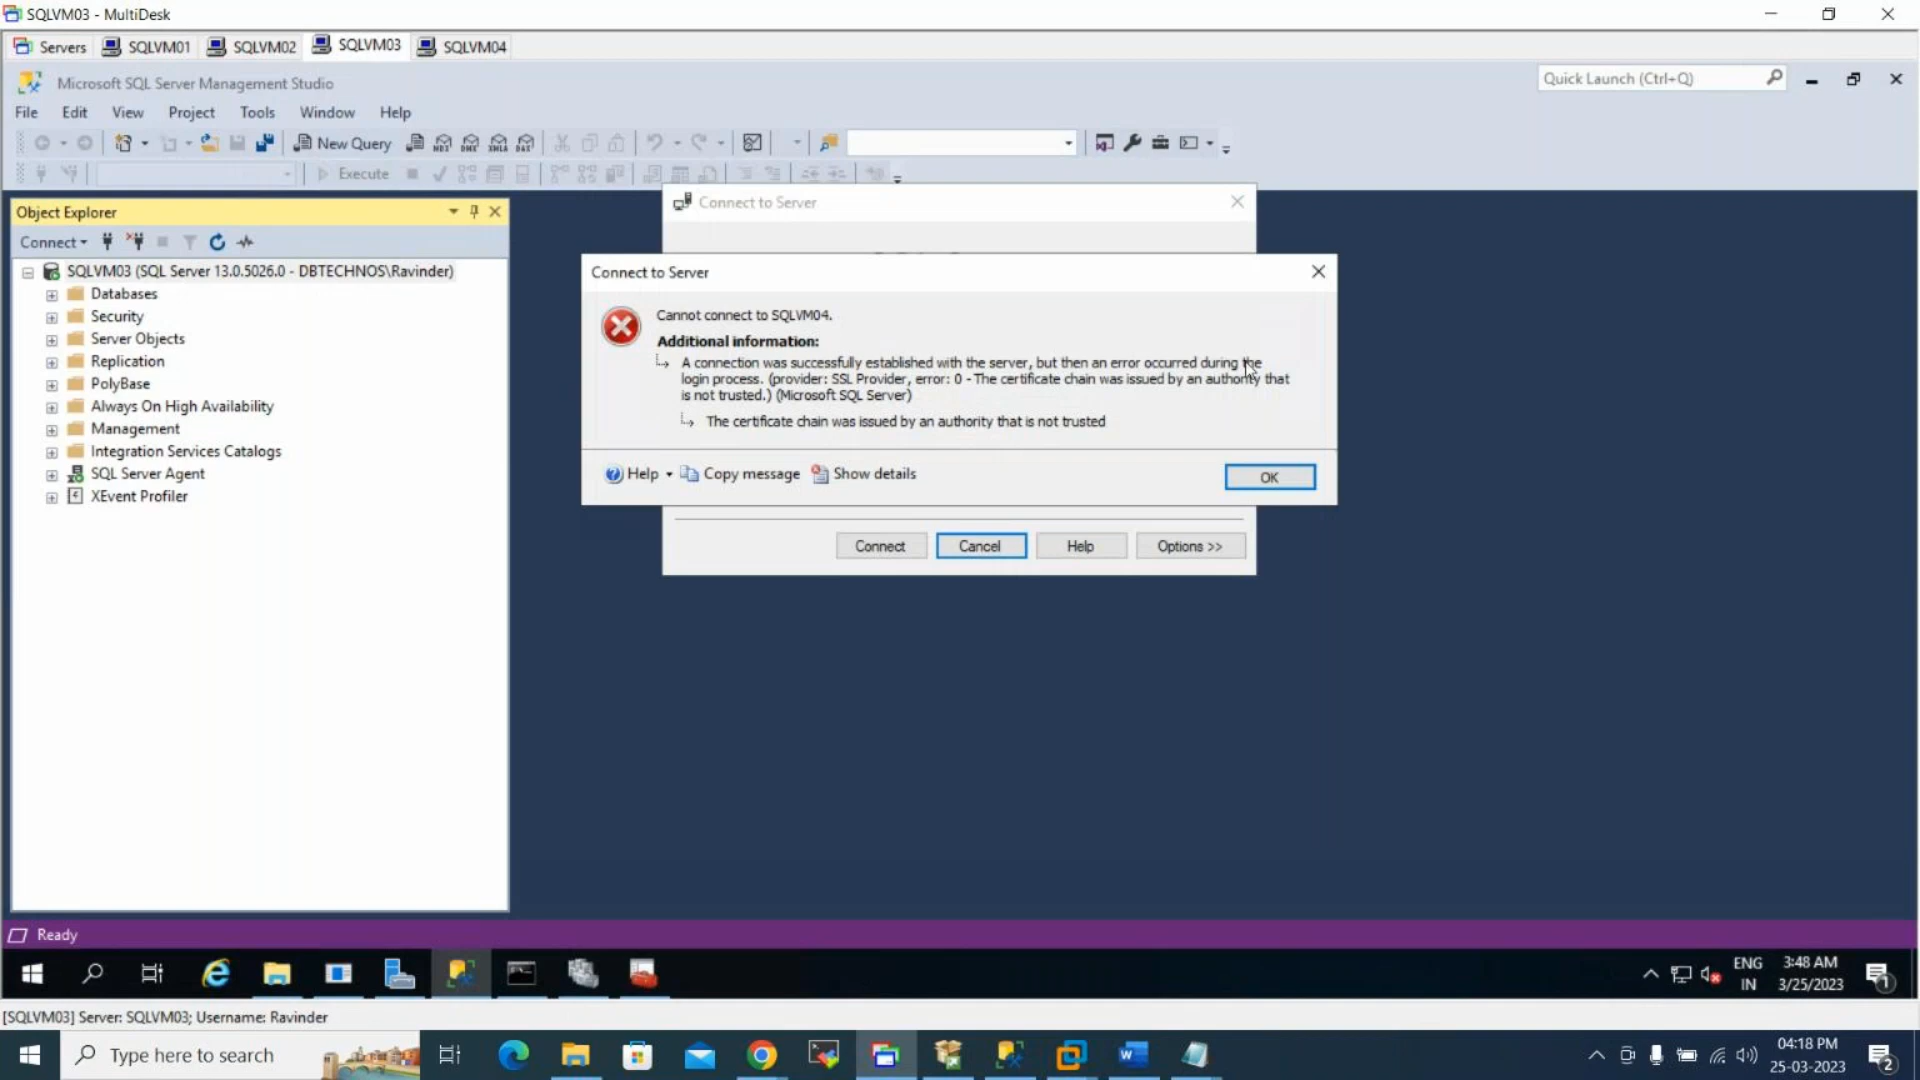 SQLVM03 - MultiDesk
Servers SQLVM01 SQLVM02 SQLVM03 SQLVM04
Microsoft SQL Server Management Studio
Quick Launch (Ctrl+Q)
File Edit View Project Tools Window Help
New Query MDX DMX XMLA DAX
Execute
Connect to Server
Object Explorer
Connect
SQLVM03 (SQL Server 13.0.5026.0 - DBTECHNOS\Ravinder)
Databases
Security
Server Objects
Replication
PolyBase
Always On High Availability
Management
Integration Services Catalogs
SQL Server Agent
XEvent Profiler
Connect to Server
Cannot connect to SQLVM04.
Additional information:
A connection was successfully established with the server, but then an error occurred during the
login process. (provider: SSL Provider, error: 0 - The certificate chain was issued by an authority that
is not trusted.) (Microsoft SQL Server)
The certificate chain was issued by an authority that is not trusted
Help Copy message Show details OK
Connect Cancel Help Options >>
Ready
ENG
IN
3:48 AM
3/25/2023
1
[SQLVM03] Server: SQLVM03; Username: Ravinder
Type here to search
04:18 PM
25-03-2023
2